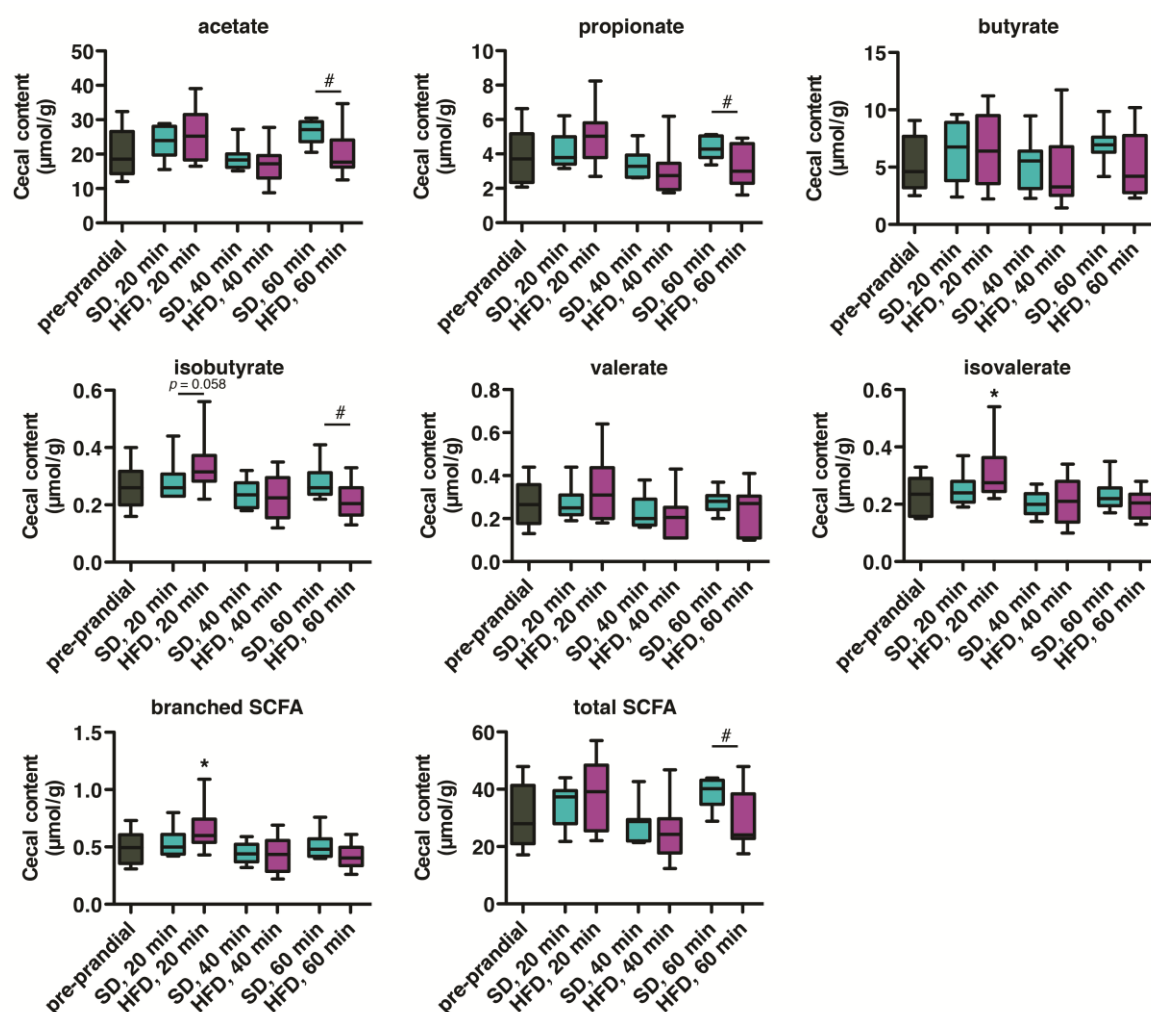 acetate
Cecal content
(µmol/g)
50
40
30
20
10
0
#
pre-prandial
SD, 20 min
HFD, 20 min
SD, 40 min
HFD, 40 min
SD, 60 min
HFD, 60 min
propionate
Cecal content
(µmol/g)
10
8
6
4
2
0
#
pre-prandial
SD, 20 min
HFD, 20 min
SD, 40 min
HFD, 40 min
SD, 60 min
HFD, 60 min
butyrate
Cecal content
(µmol/g)
15
10
5
0
pre-prandial
SD, 20 min
HFD, 20 min
SD, 40 min
HFD, 40 min
SD, 60 min
HFD, 60 min
isobutyrate
p = 0.058
Cecal content
(µmol/g)
0.6
0.4
0.2
0.0
#
pre-prandial
SD, 20 min
HFD, 20 min
SD, 40 min
HFD, 40 min
SD, 60 min
HFD, 60 min
valerate
Cecal content
(µmol/g)
0.8
0.6
0.4
0.2
0.0
pre-prandial
SD, 20 min
HFD, 20 min
SD, 40 min
HFD, 40 min
SD, 60 min
HFD, 60 min
isovalerate
Cecal content
(µmol/g)
0.6
0.4
0.2
0.0
*
pre-prandial
SD, 20 min
HFD, 20 min
SD, 40 min
HFD, 40 min
SD, 60 min
HFD, 60 min
branched SCFA
Cecal content
(µmol/g)
1.5
1.0
0.5
0.0
*
pre-prandial
SD, 20 min
HFD, 20 min
SD, 40 min
HFD, 40 min
SD, 60 min
HFD, 60 min
total SCFA
Cecal content
(µmol/g)
60
40
20
0
#
pre-prandial
SD, 20 min
HFD, 20 min
SD, 40 min
HFD, 40 min
SD, 60 min
HFD, 60 min